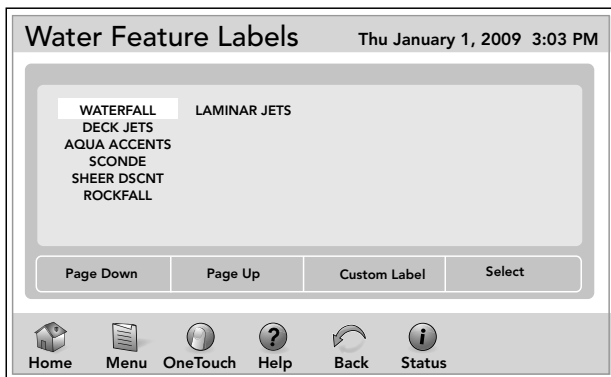 Water Feature Labels Thu January 1, 2009 3:03 PM
WATERFALL LAMINAR JETS
DECK JETS
AQUA ACCENTS
SCONDE
SHEER DSCNT
ROCKFALL
Page Down Page Up Custom Label Select
Home Menu OneTouch Help Back Status